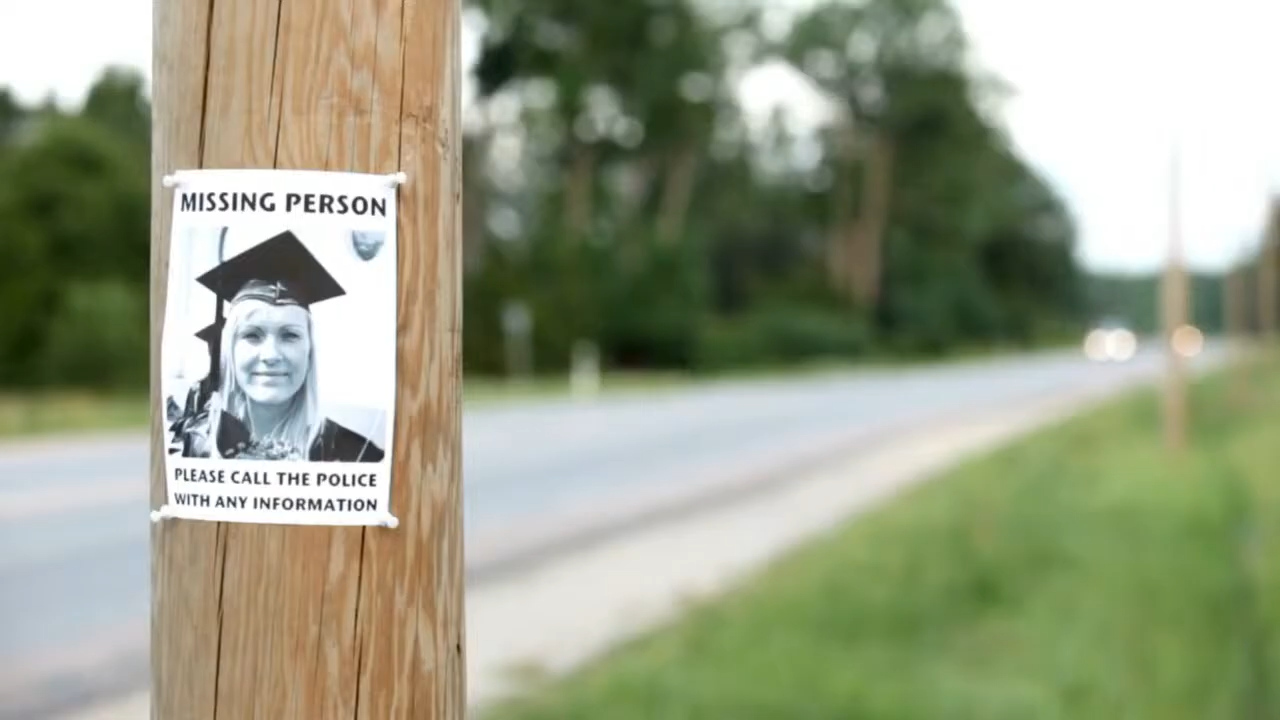 MISSING PERSON
PLEASE CALL THE POLICE
WITH ANY INFORMATION